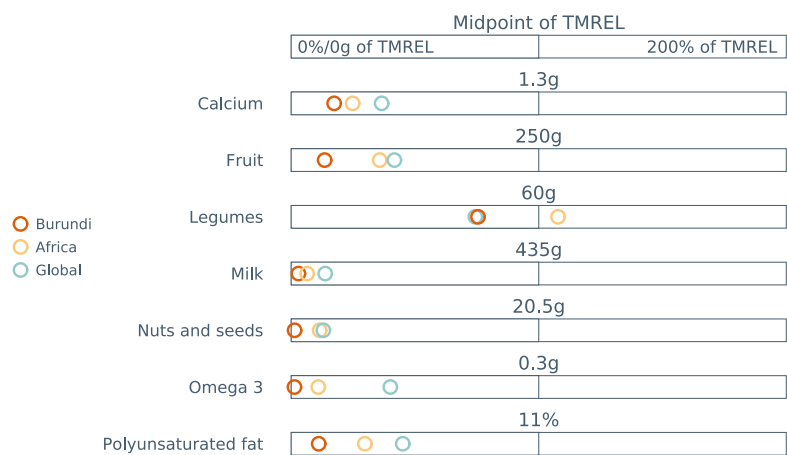 Midpoint of TMREL
0%/0g of TMREL 200% of TMREL
1.3g
Calcium
250g
Fruit
60g
Legumes
435g
Milk
20.5g
Nuts and seeds
0.3g
Omega 3
11%
Polyunsaturated fat
Burundi
Africa
Global